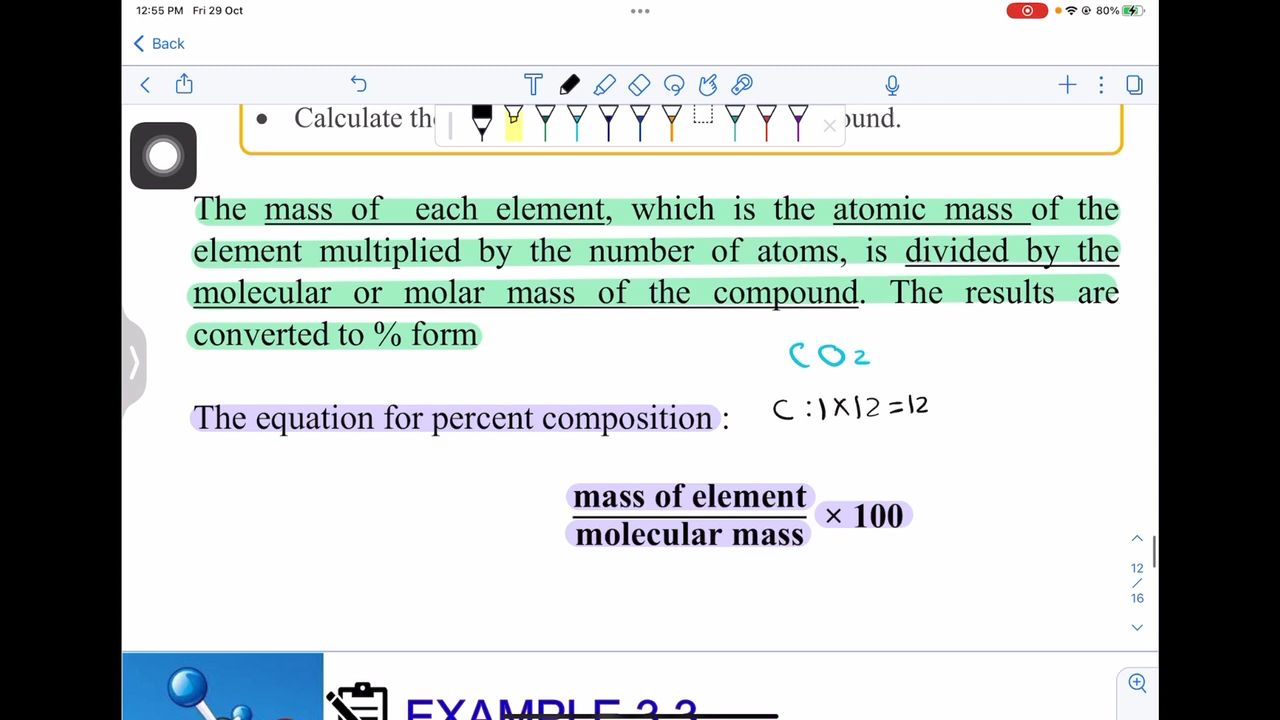 12:55 PM Fri 29 Oct
80%
Back
• Calculate the
ound.
The mass of each element, which is the atomic mass of the
element multiplied by the number of atoms, is divided by the
molecular or molar mass of the compound. The results are
converted to % form
CO2
The equation for percent composition :
C : 1 X 12 = 12
mass of element
molecular mass
× 100
12
/
16
EXAMPLE 3.3